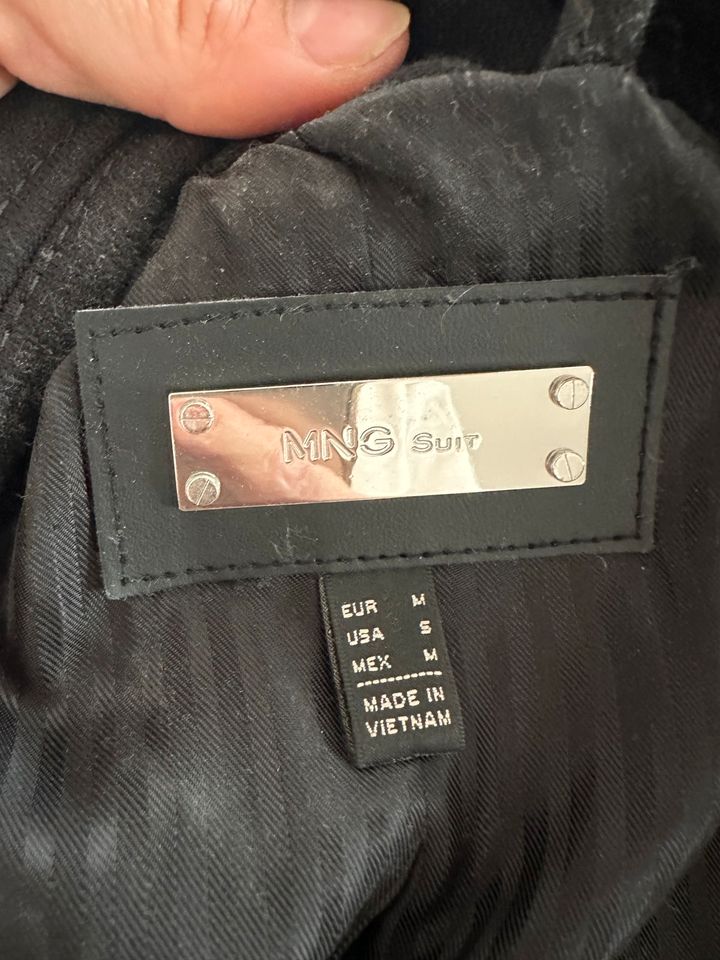 MNG SUIT
EUR M
USA S
MEX M
MADE IN
VIETNAM